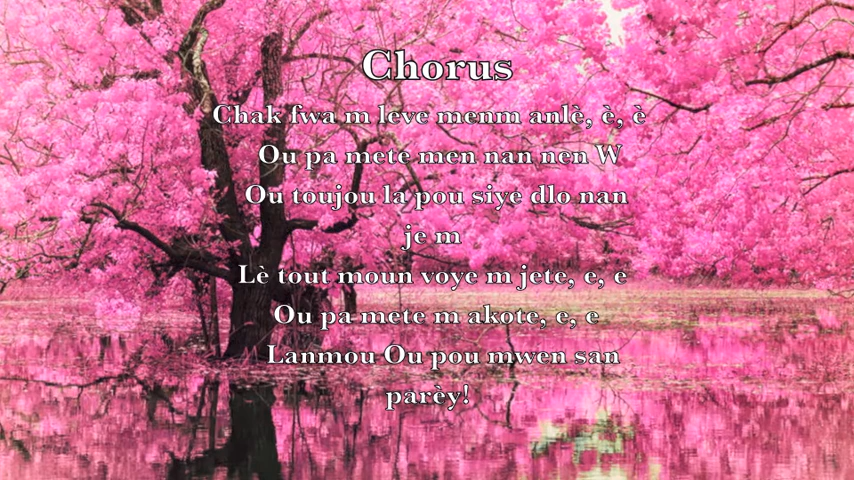 Chorus
Chak fwa m leve menm anlè, è, è
Ou pa mete men nan nen W
Ou toujou la pou siye dlo nan
je m
Lè tout moun voye m jete, e, e
Ou pa mete m akote, e, e
Lanmou Ou pou mwen san
parèy!